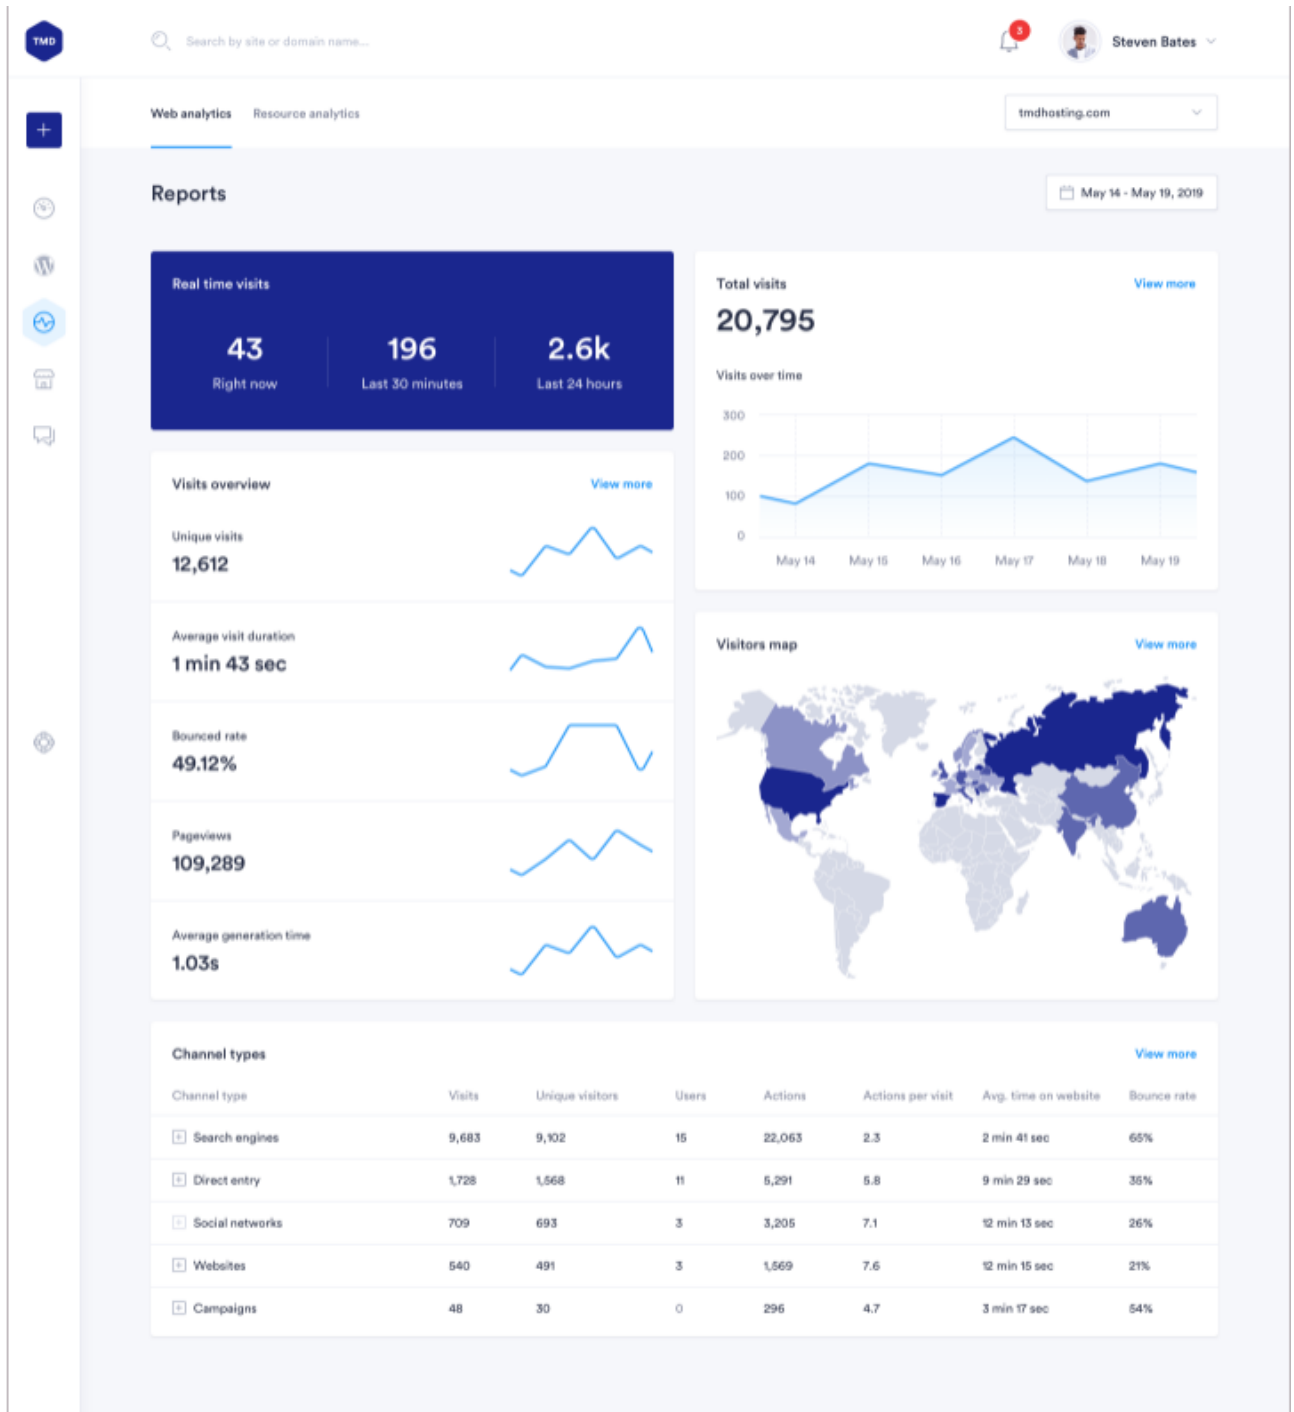 TMD
Search by site or domain name...
3
Steven Bates
Web analytics
Resource analytics
tmdhosting.com
Reports
May 14 - May 19, 2019
Real time visits
43
196
2.6k
Right now
Last 30 minutes
Last 24 hours
Total visits
View more
20,795
Visits over time
300
200
100
0
May 14 May 15 May 16 May 17 May 18 May 19
Visits overview
View more
Unique visits
12,612
Average visit duration
1 min 43 sec
Bounced rate
49.12%
Pageviews
109,289
Average generation time
1.03s
Visitors map
View more
Channel types
View more
Channel type Visits Unique visitors Users Actions Actions per visit Avg. time on website Bounce rate
Search engines 9,683 9,102 15 22,063 2.3 2 min 41 sec 65%
Direct entry 1,728 1,568 11 5,291 5.8 9 min 29 sec 35%
Social networks 709 693 3 3,205 7.1 12 min 13 sec 26%
Websites 540 491 3 1,569 7.6 12 min 15 sec 21%
Campaigns 48 30 0 296 4.7 3 min 17 sec 54%